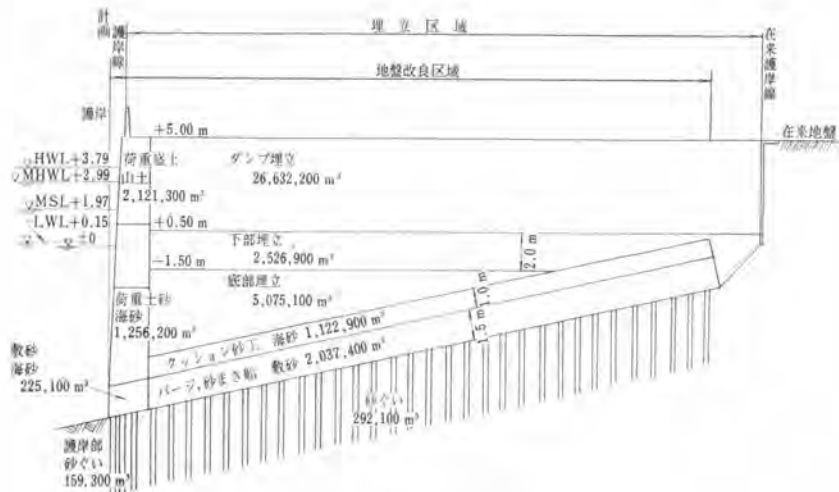 計画
護岸線
埋立区域
在来護岸線
地盤改良区域
護岸
+5.00 m
在来地盤
HWL+3.79
荷重盛土
ダンプ埋立
MHWL+2.99
山土
26,632,200 m³
2,121,300 m³
MSL+1.97
LWL+0.15
+0.50 m
±0
下部埋立
2,526,900 m³
2.0 m
-1.50 m
底部埋立
5,075,100 m³
荷重土砂
海砂
1,256,200 m³
1.0 m
クッション砂工 海砂 1,122,900 m³
1.5 m
バージ,砂まき船 敷砂 2,037,400 m³
敷砂
海砂
225,100 m³
砂ぐい
292,100 m³
護岸部
砂ぐい
159,300 m³